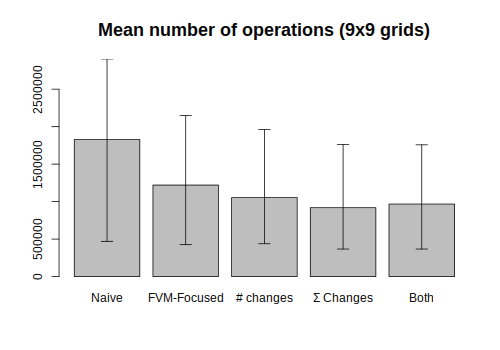 Mean number of operations (9x9 grids)
2500000
1500000
500000
0
Naive
FVM-Focused
# changes
Σ Changes
Both